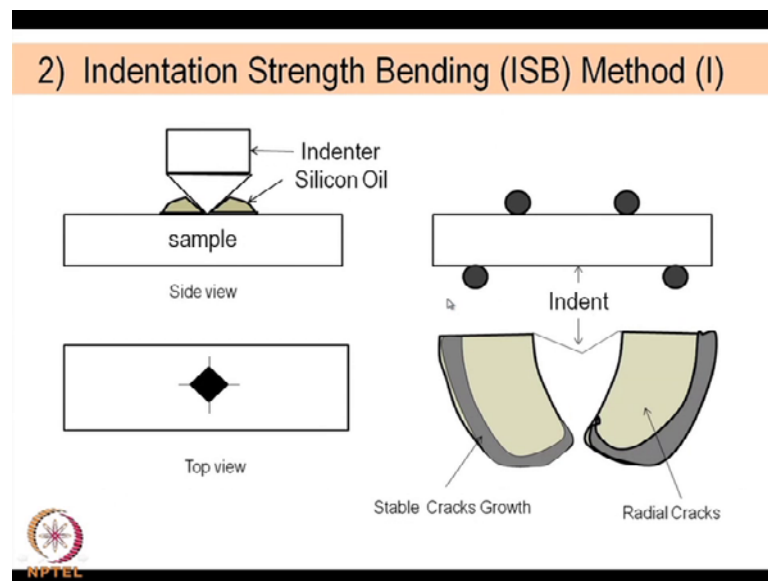 2) Indentation Strength Bending (ISB) Method (I)
Indenter
Silicon Oil
sample
Side view
Indent
Top view
Stable Cracks Growth
Radial Cracks
NPTEL